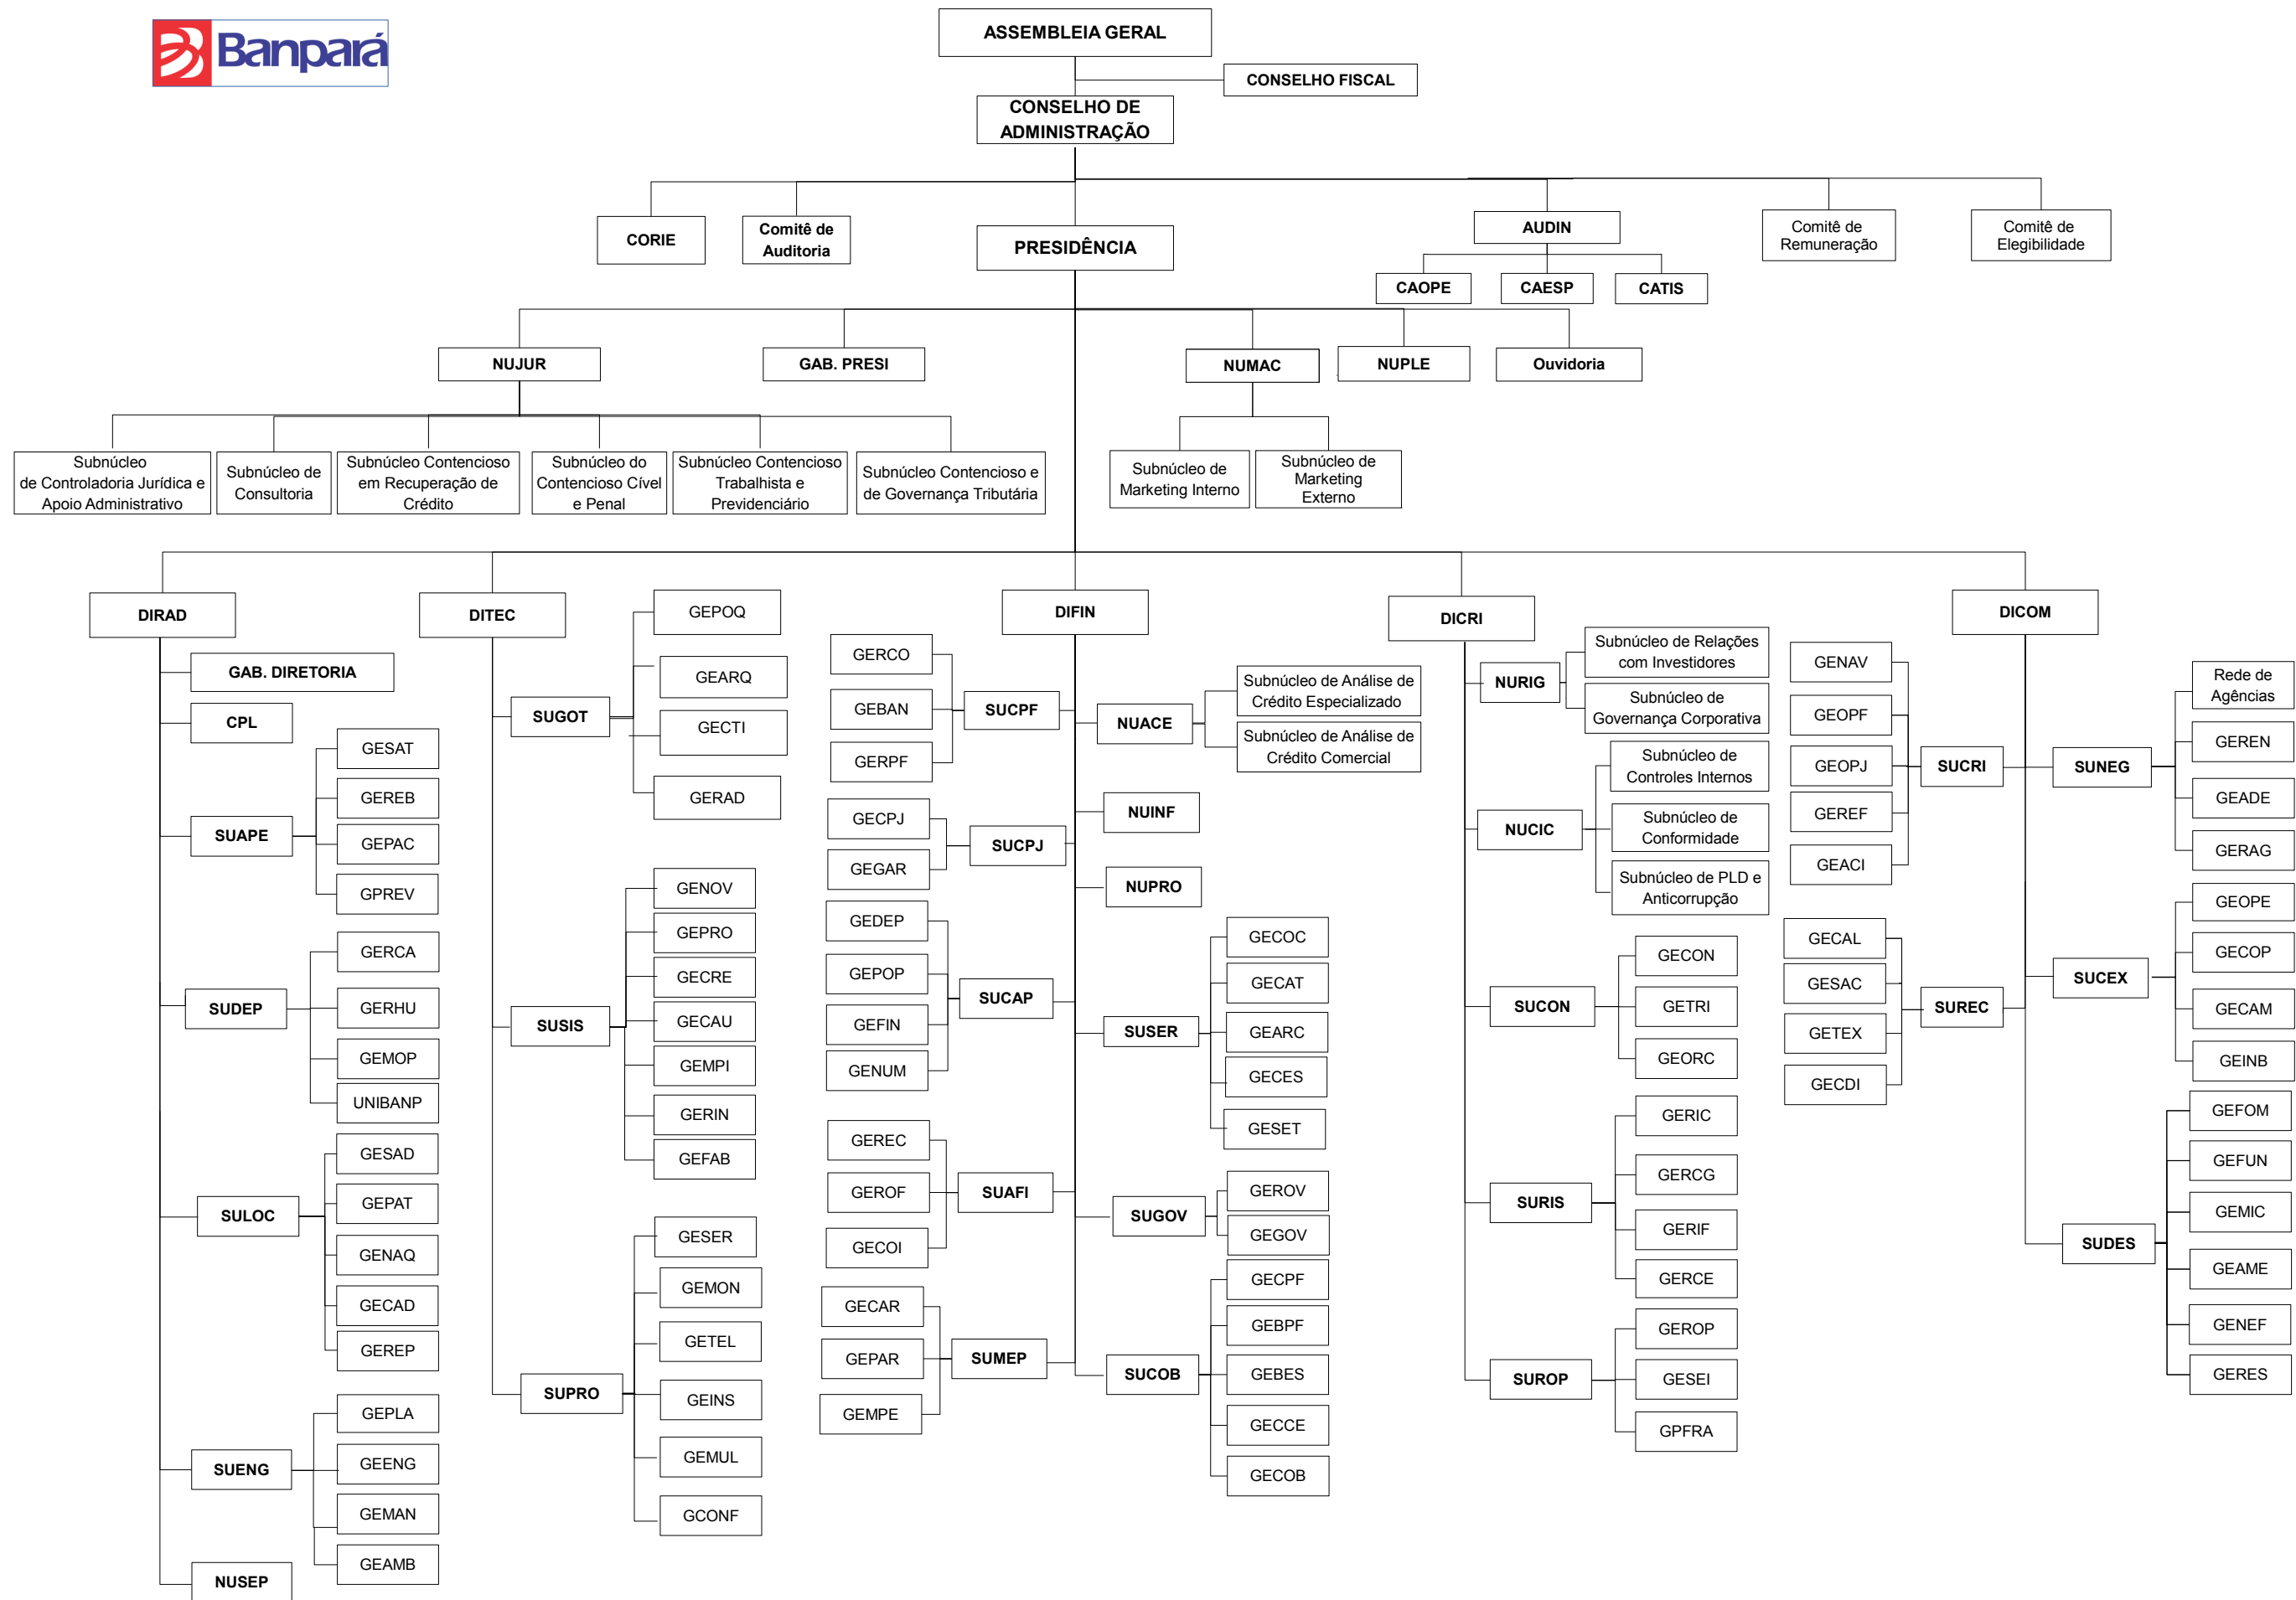 Banpará
ASSEMBLEIA GERAL
CONSELHO FISCAL
CONSELHO DE
ADMINISTRAÇÃO
CORIE
Comitê de
Auditoria
PRESIDÊNCIA
AUDIN
Comitê de
Remuneração
Comitê de
Elegibilidade
CAOPE
CAESP
CATIS
NUJUR
GAB. PRESI
NUMAC
NUPLE
Ouvidoria
Subnúcleo
de Controladoria Jurídica e
Apoio Administrativo
Subnúcleo de
Consultoria
Subnúcleo Contencioso
em Recuperação de
Crédito
Subnúcleo do
Contencioso Cível
e Penal
Subnúcleo Contencioso
Trabalhista e
Previdenciário
Subnúcleo Contencioso e
de Governança Tributária
Subnúcleo de
Marketing Interno
Subnúcleo de
Marketing
Externo
DIRAD
GAB. DIRETORIA
CPL
SUAPE
GESAT
GEREB
GEPAC
GPREV
SUDEP
GERCA
GERHU
GEMOP
UNIBANP
SULOC
GESAD
GEPAT
GENAQ
GECAD
GEREP
SUENG
GEPLA
GEENG
GEMAN
GEAMB
NUSEP
DITEC
SUGOT
GEPOQ
GEARQ
GECTI
GERAD
SUSIS
GENOV
GEPRO
GECRE
GECAU
GEMPI
GERIN
GEFAB
SUPRO
GESER
GEMON
GETEL
GEINS
GEMUL
GCONF
DIFIN
GERCO
GEBAN
GERPF
SUCPF
GECPJ
GEGAR
SUCPJ
GEDEP
GEPOP
GEFIN
GENUM
SUCAP
GEREC
GEROF
GECOI
SUAFI
GECAR
GEPAR
GEMPE
SUMEP
NUACE
Subnúcleo de Análise de
Crédito Especializado
Subnúcleo de Análise de
Crédito Comercial
NUINF
NUPRO
SUSER
GECOC
GECAT
GEARC
GECES
GESET
SUGOV
GEROV
GEGOV
SUCOB
GECPF
GEBPF
GEBES
GECCE
GECOB
DICRI
NURIG
Subnúcleo de Relações
com Investidores
Subnúcleo de
Governança Corporativa
NUCIC
Subnúcleo de
Controles Internos
Subnúcleo de
Conformidade
Subnúcleo de PLD e
Anticorrupção
SUCON
GECON
GETRI
GEORC
SURIS
GERIC
GERCG
GERIF
GERCE
SUROP
GEROP
GESEI
GPFRA
DICOM
GENAV
GEOPF
GEOPJ
GEREF
GEACI
SUCRI
GECAL
GESAC
GETEX
GECDI
SUREC
SUNEG
Rede de
Agências
GEREN
GEADE
GERAG
SUCEX
GEOPE
GECOP
GECAM
GEINB
SUDES
GEFOM
GEFUN
GEMIC
GEAME
GENEF
GERES